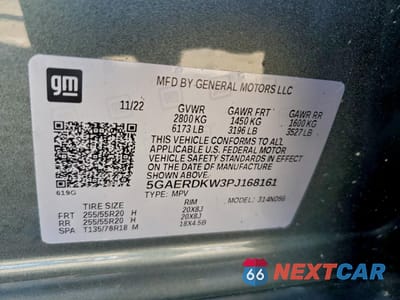 gm
MFD BY GENERAL MOTORS LLC
11/22 GVWR GAWR FRT GAWR RR
2800 KG 1450 KG 1600 KG
6173 LB 3196 LB 3527 LB
THIS VEHICLE CONFORMS TO ALL
APPLICABLE U.S. FEDERAL MOTOR
VEHICLE SAFETY STANDARDS
IN EFFECT ON THE DATE OF
MANUFACTURE SHOWN ABOVE.
5GAERDKW3PJ168161
619G TYPE: MPV MODEL: 314N056
TIRE SIZE RIM
FRT 255/55R20 H 20X8J
RR 255/55R20 H 20X8J
SPA T135/70R18 M 18X4.5B
66 NEXTCAR